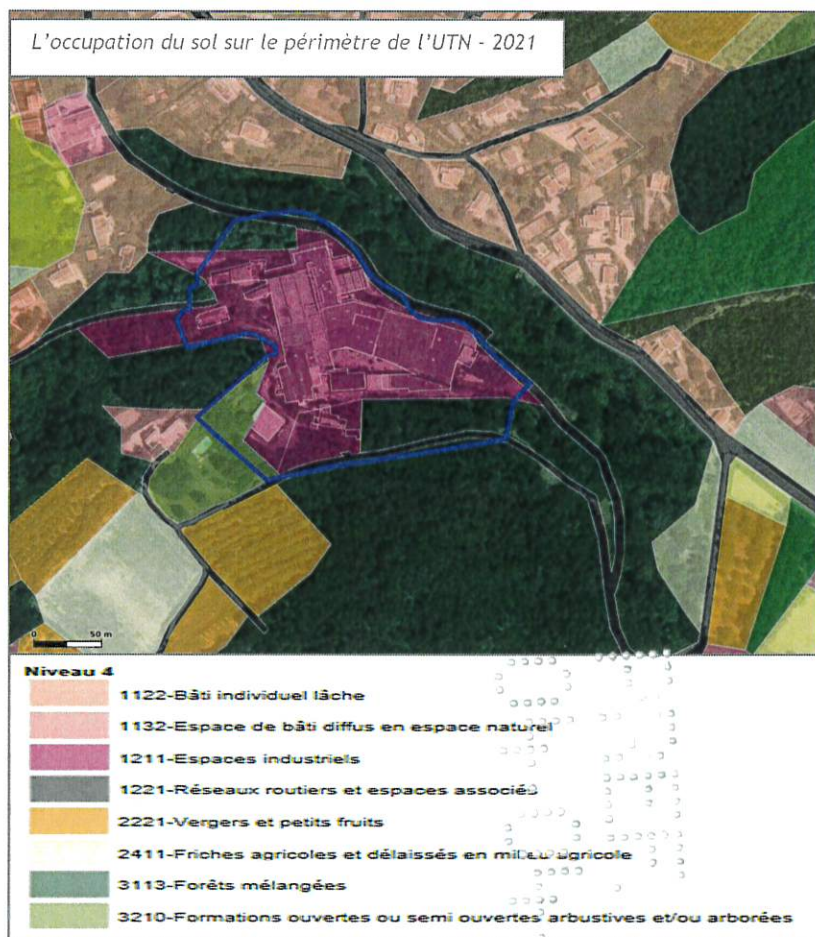 L'occupation du sol sur le périmètre de l'UTN - 2021
0 50 m
Niveau 4
1122-Bâti individuel lâche
1132-Espace de bâti diffus en espace naturel
1211-Espaces industriels
1221-Réseaux routiers et espaces associés
2221-Vergers et petits fruits
2411-Friches agricoles et délaissés en milieu agricole
3113-Forêts mélangées
3210-Formations ouvertes ou semi ouvertes arbustives et/ou arborées